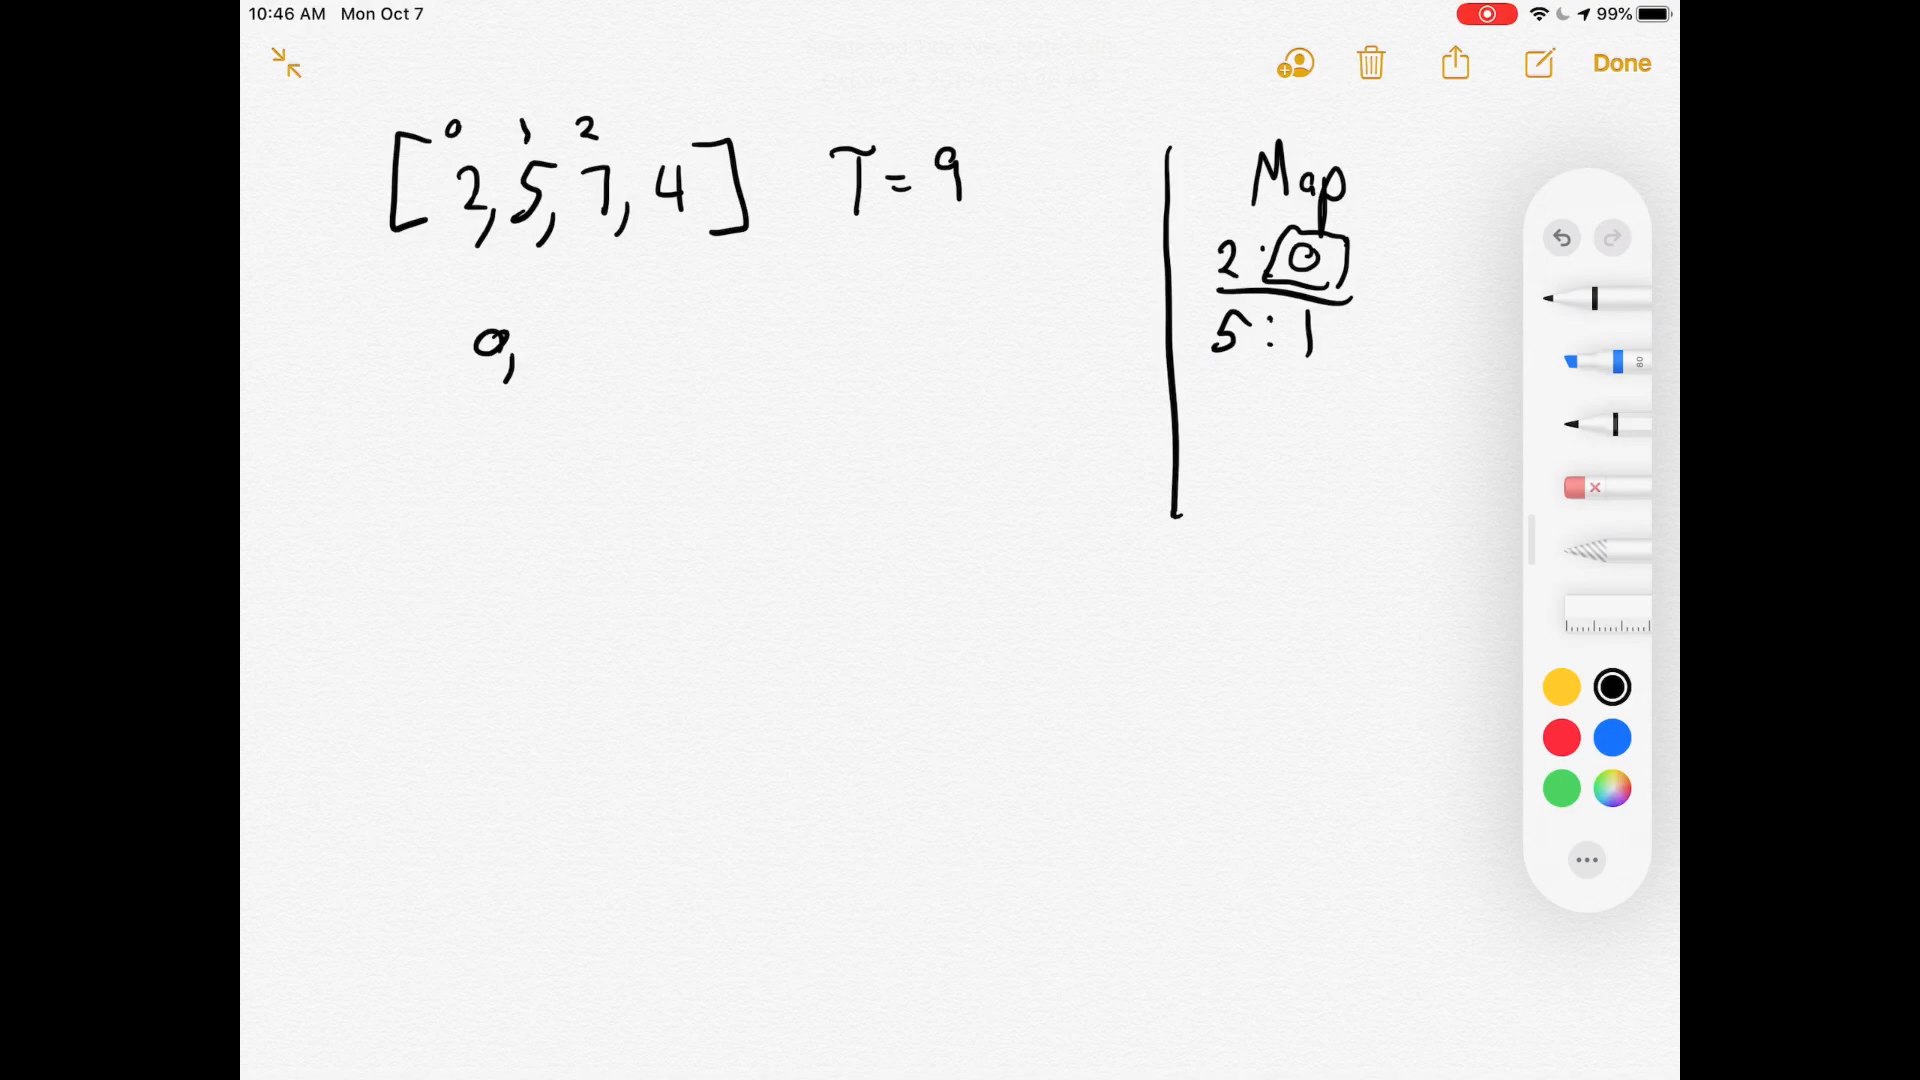 10:46 AM Mon Oct 7
99%
Done
0 1 2
[2, 5, 7, 4] T = 9
0,
Map
2 : 0
5 : 1
80